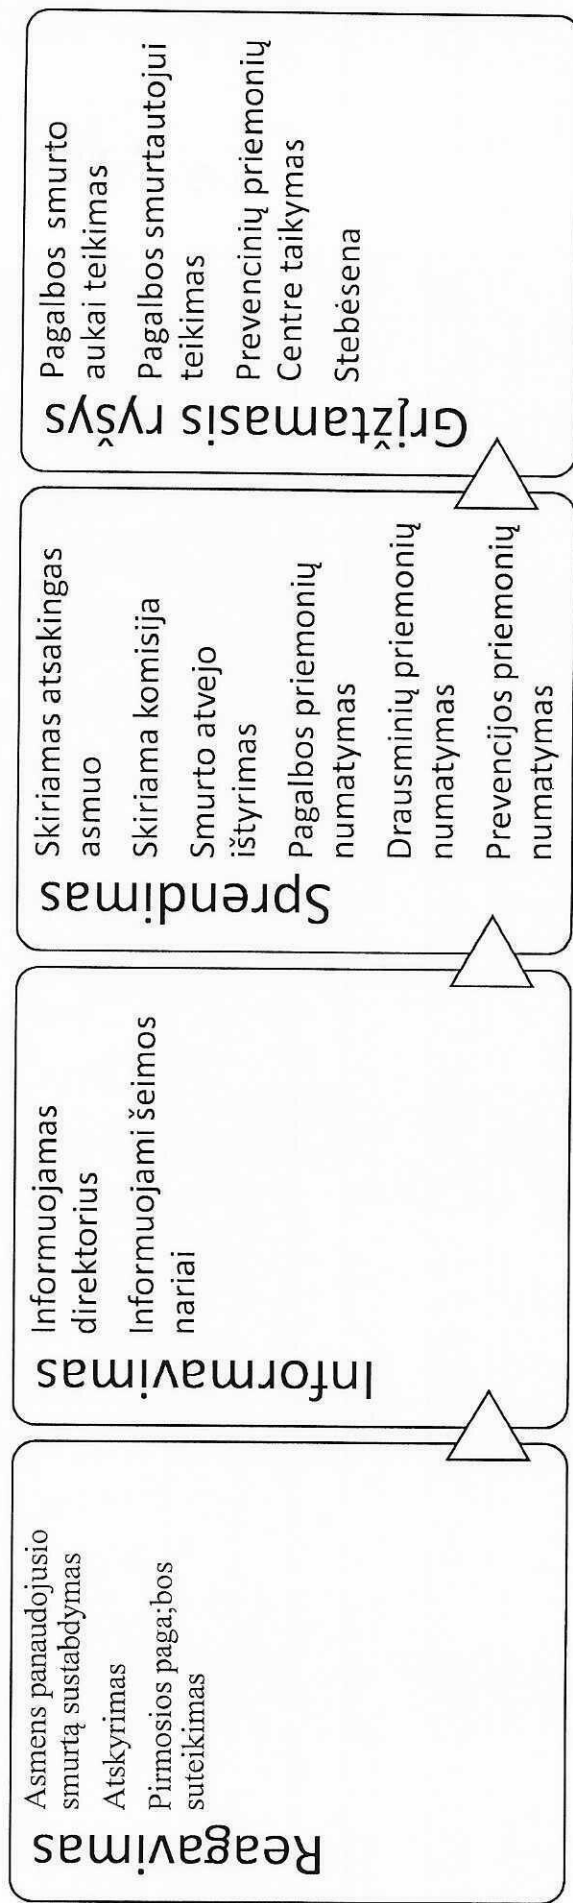 Reagavimas
Asmens panaudojusio
smurtą sustabdymas
Atskyrimas
Pirmosios paga;bos
suteikimas
Informavimas
Informuojamas
direktorius
Informuojami šeimos
nariai
Sprendimas
Skiriamas atsakingas
asmuo
Skiriama komisija
Smurto atvejo
ištyrimas
Pagalbos priemonių
numatymas
Drausminių priemonių
numatymas
Prevencijos priemonių
numatymas
Grįžtamasis ryšys
Pagalbos smurto
aukai teikimas
Pagalbos smurtautojui
teikimas
Prevencinių priemonių
Centre taikymas
Stebėsena